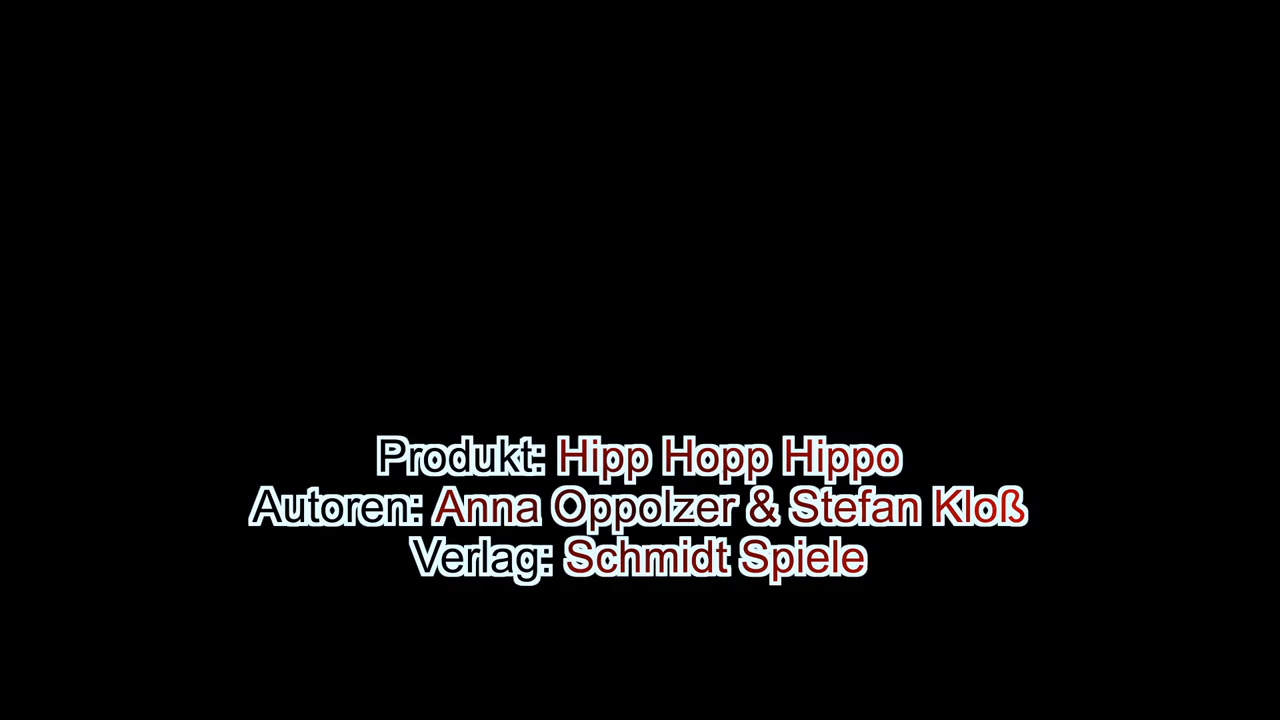 Produkt: Hipp Hopp Hippo
Autoren: Anna Oppolzer & Stefan Kloß
Verlag: Schmidt Spiele